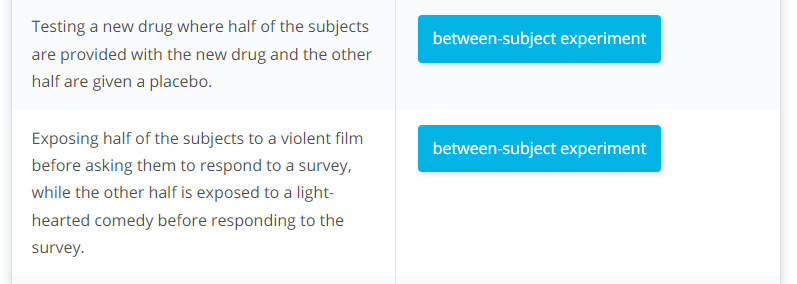 Testing a new drug where half of the subjects
are provided with the new drug and the other
half are given a placebo.
between-subject experiment
Exposing half of the subjects to a violent film
before asking them to respond to a survey,
while the other half is exposed to a light-
hearted comedy before responding to the
survey.
between-subject experiment